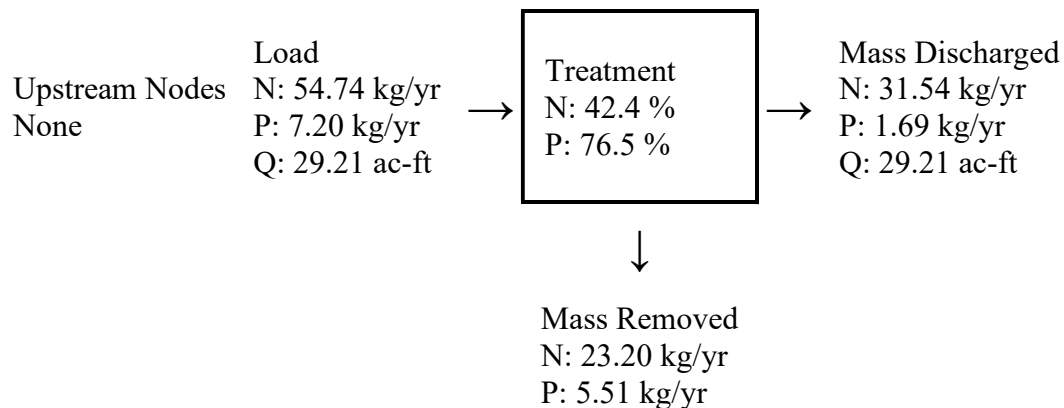 Upstream Nodes
None
Load
N: 54.74 kg/yr
P: 7.20 kg/yr
Q: 29.21 ac-ft
→
Treatment
N: 42.4 %
P: 76.5 %
→
Mass Discharged
N: 31.54 kg/yr
P: 1.69 kg/yr
Q: 29.21 ac-ft
↓
Mass Removed
N: 23.20 kg/yr
P: 5.51 kg/yr